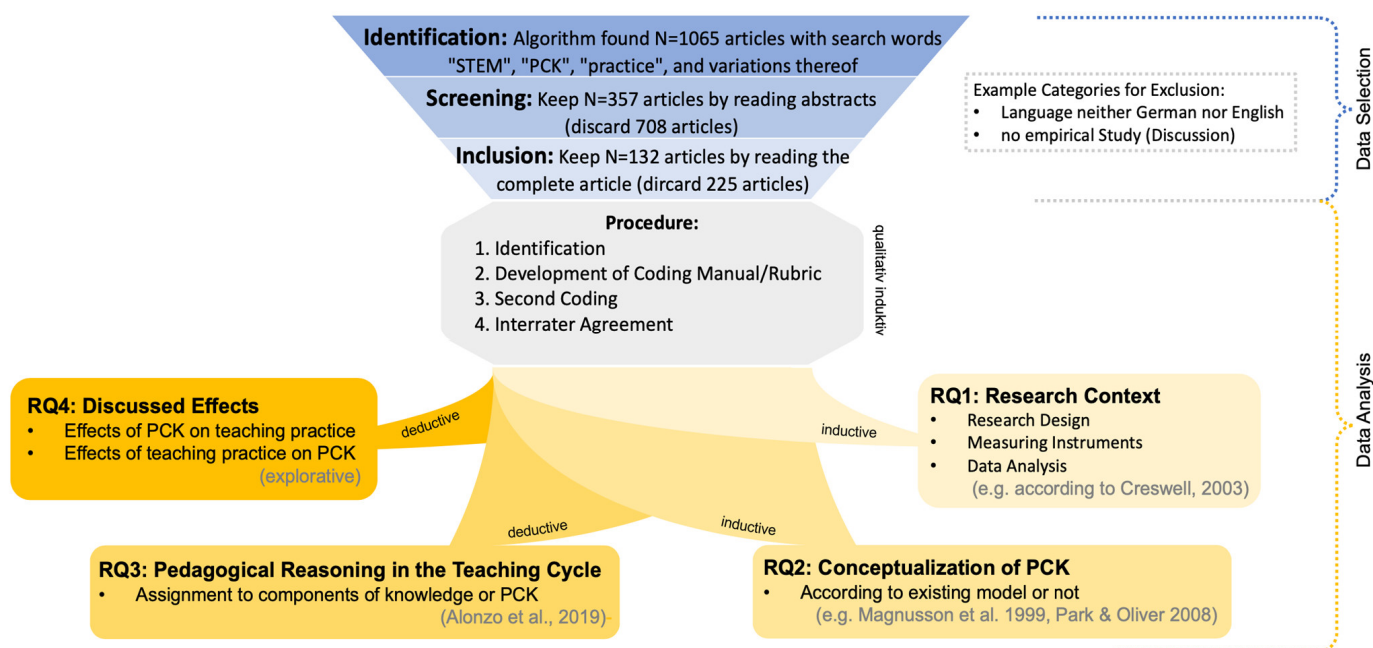 Identification: Algorithm found N=1065 articles with search words
"STEM", "PCK", "practice", and variations thereof
Screening: Keep N=357 articles by reading abstracts
(discard 708 articles)
Inclusion: Keep N=132 articles by reading the
complete article (dircard 225 articles)
Example Categories for Exclusion:
• Language neither German nor English
• no empirical Study (Discussion)
Data Selection
Procedure:
1. Identification
2. Development of Coding Manual/Rubric
3. Second Coding
4. Interrater Agreement
qualitativ induktiv
Data Analysis
RQ4: Discussed Effects
• Effects of PCK on teaching practice
• Effects of teaching practice on PCK
(explorative)
deductive
inductive
RQ1: Research Context
• Research Design
• Measuring Instruments
• Data Analysis
(e.g. according to Creswell, 2003)
deductive
inductive
RQ3: Pedagogical Reasoning in the Teaching Cycle
• Assignment to components of knowledge or PCK
(Alonzo et al., 2019)
RQ2: Conceptualization of PCK
• According to existing model or not
(e.g. Magnusson et al. 1999, Park & Oliver 2008)